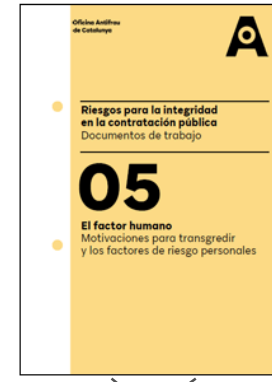 Oficina Antifrau
de Catalunya
Riesgos para la integridad
en la contratación pública
Documentos de trabajo
05
El factor humano
Motivaciones para transgredir
y los factores de riesgo personales